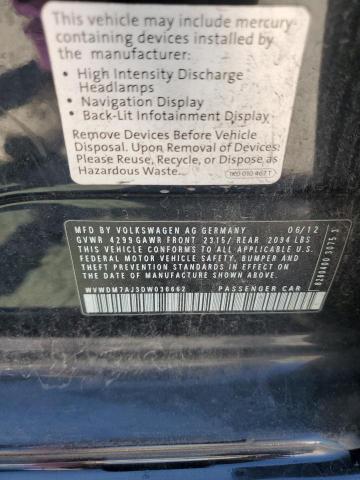 This vehicle may include mercury-
containing devices installed by
the manufacturer:
• High Intensity Discharge
Headlamps
• Navigation Display
• Back-Lit Infotainment Display
Remove Devices Before Vehicle
Disposal. Upon Removal of Devices:
Please Reuse, Recycle, or Dispose as
Hazardous Waste.
1K0 010 467 T
MFD. BY VOLKSWAGEN AG GERMANY 06/12
GVWR 4299 GAWR FRONT 2315/ REAR 2094 LBS
THIS VEHICLE CONFORMS TO ALL APPLICABLE U.S.
FEDERAL MOTOR VEHICLE SAFETY, BUMPER AND
THEFT PREVENTION STANDARDS IN EFFECT ON
THE DATE OF MANUFACTURE SHOWN ABOVE.
WVWDM7AJ3DW036662 PASSENGER CAR